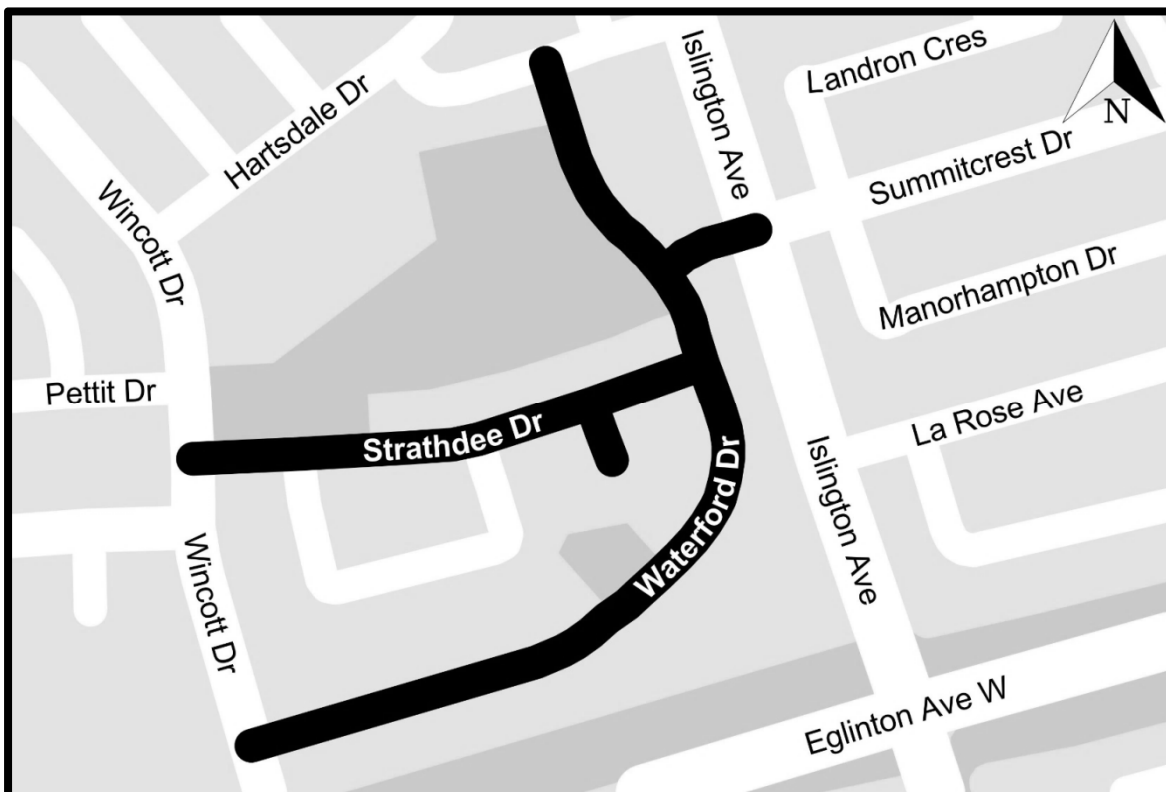 Islington Ave
Landron Cres
N
Hartsdale Dr
Summitcrest Dr
Wincott Dr
Manorhampton Dr
Pettit Dr
La Rose Ave
Strathdee Dr
Waterford Dr
Islington Ave
Wincott Dr
Eglinton Ave W